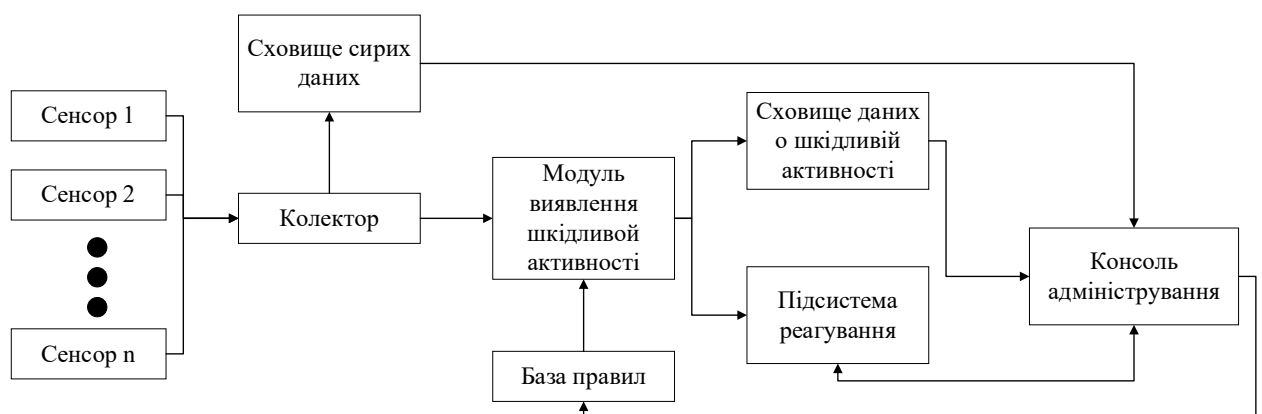 Сховище сирих
даних
Сенсор 1
Сенсор 2
Сенсор n
Колектор
Модуль
виявлення
шкідливой
активності
База правил
Сховище даних
о шкідливій
активності
Підсистема
реагування
Консоль
адміністрування